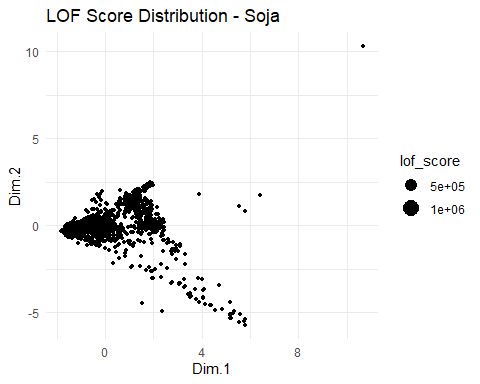 LOF Score Distribution - Soja
10
5
0
-5
Dim.2
0
4
8
Dim.1
lof_score
5e+05
1e+06